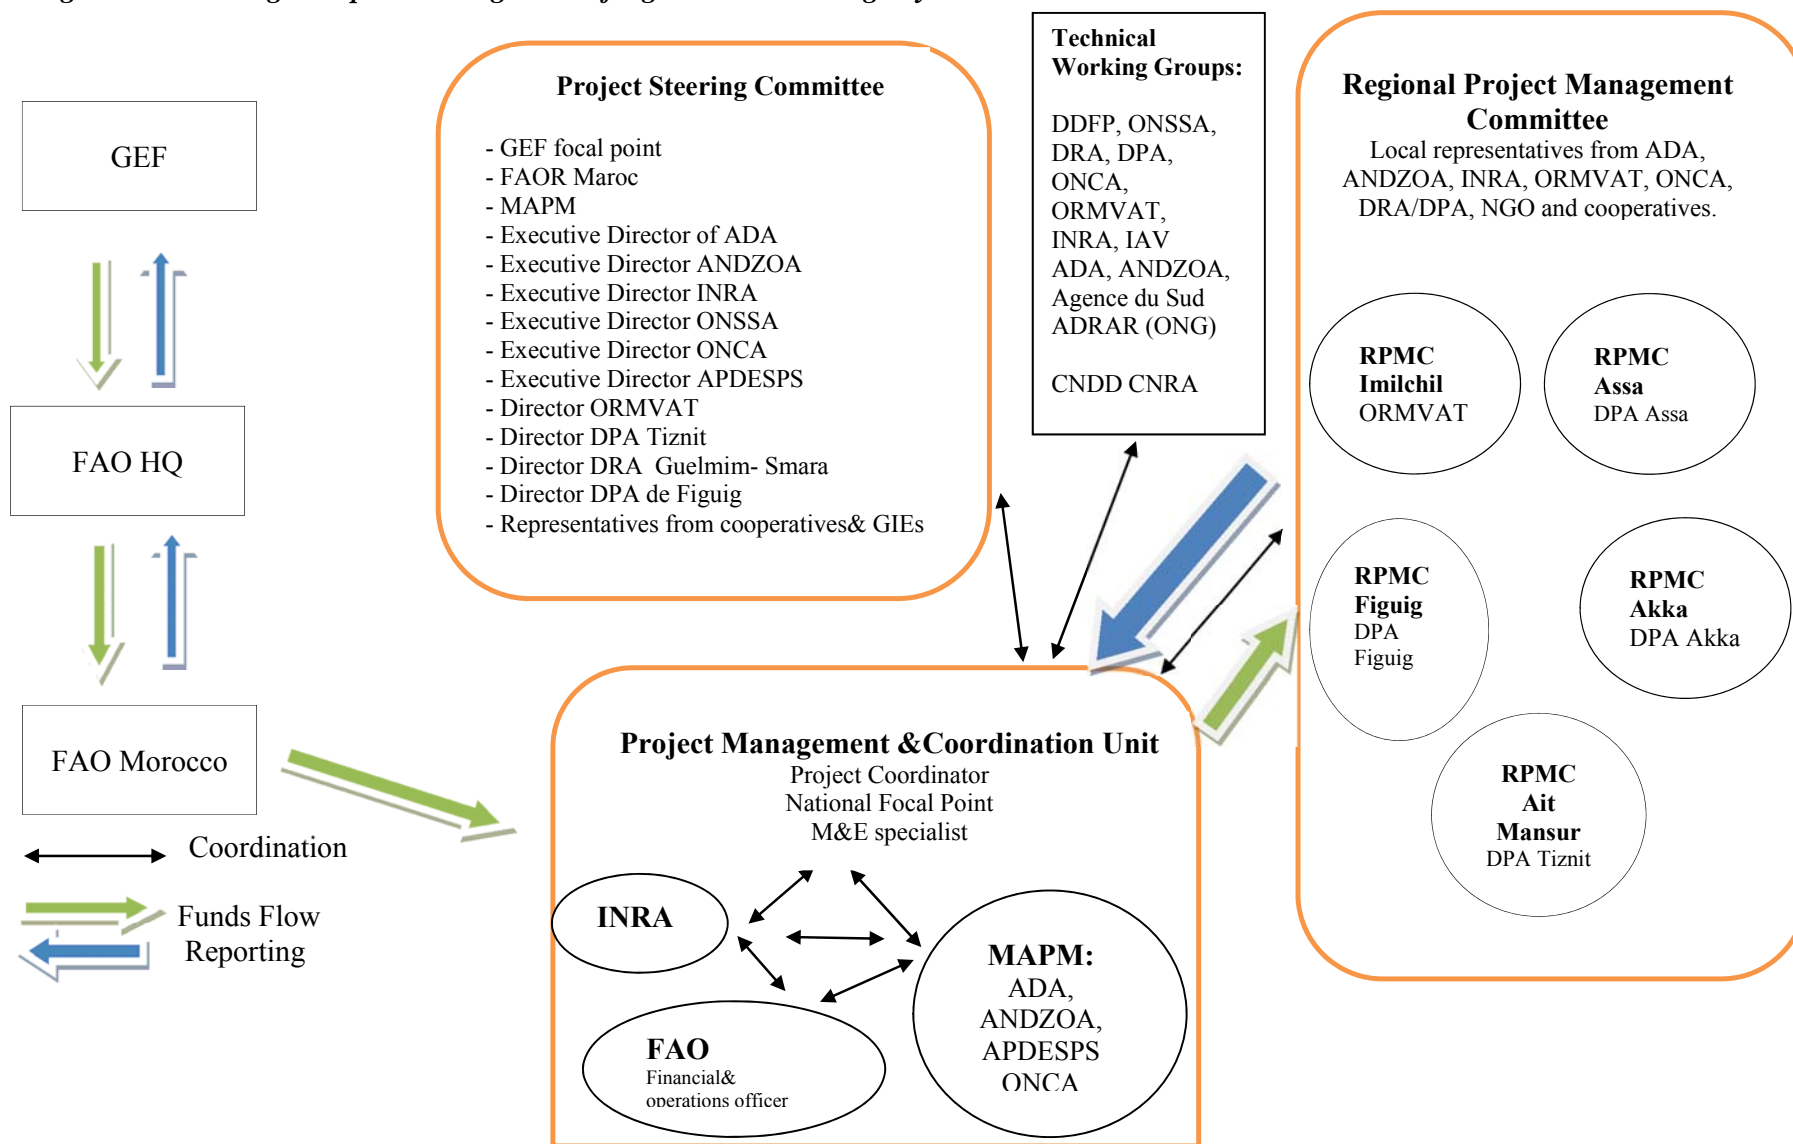 GEF
FAO HQ
FAO Morocco
Coordination
Funds Flow
Reporting
Project Steering Committee
- GEF focal point
- FAOR Maroc
- MAPM
- Executive Director of ADA
- Executive Director ANDZOA
- Executive Director INRA
- Executive Director ONSSA
- Executive Director ONCA
- Executive Director APDESPS
- Director ORMVAT
- Director DPA Tiznit
- Director DRA Guelmim- Smara
- Director DPA de Figuig
- Representatives from cooperatives& GIEs
Technical
Working Groups:
DDFP, ONSSA,
DRA, DPA,
ONCA,
ORMVAT,
INRA, IAV
ADA, ANDZOA,
Agence du Sud
ADRAR (ONG)
CNDD CNRA
Regional Project Management
Committee
Local representatives from ADA,
ANDZOA, INRA, ORMVAT, ONCA,
DRA/DPA, NGO and cooperatives.
RPMC
Imilchil
ORMVAT
RPMC
Assa
DPA Assa
RPMC
Figuig
DPA
Figuig
RPMC
Akka
DPA Akka
RPMC
Ait
Mansur
DPA Tiznit
Project Management &Coordination Unit
Project Coordinator
National Focal Point
M&E specialist
INRA
FAO
Financial&
operations officer
MAPM:
ADA,
ANDZOA,
APDESPS
ONCA